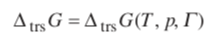 Δ_trs G = Δ_trs G(T, p, Γ)